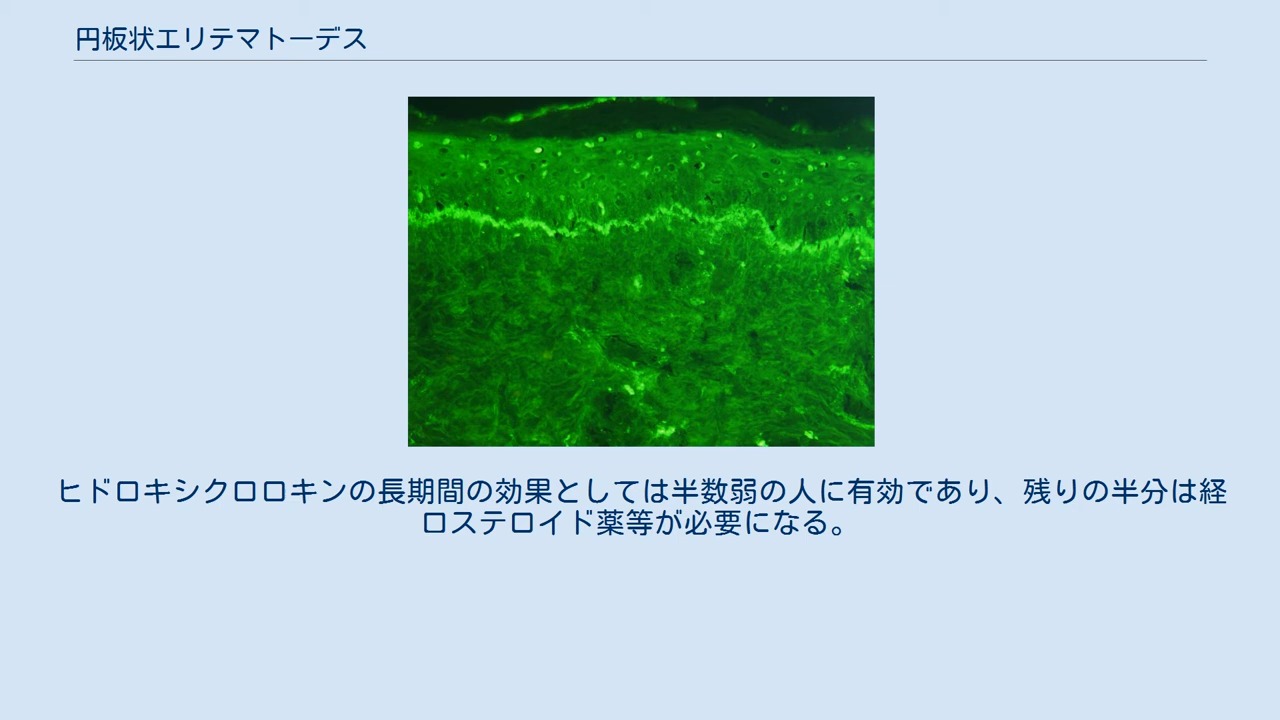 円板状エリテマトーデス
ヒドロキシクロロキンの長期間の効果としては半数弱の人に有効であり、残りの半分は経
口ステロイド薬等が必要になる。